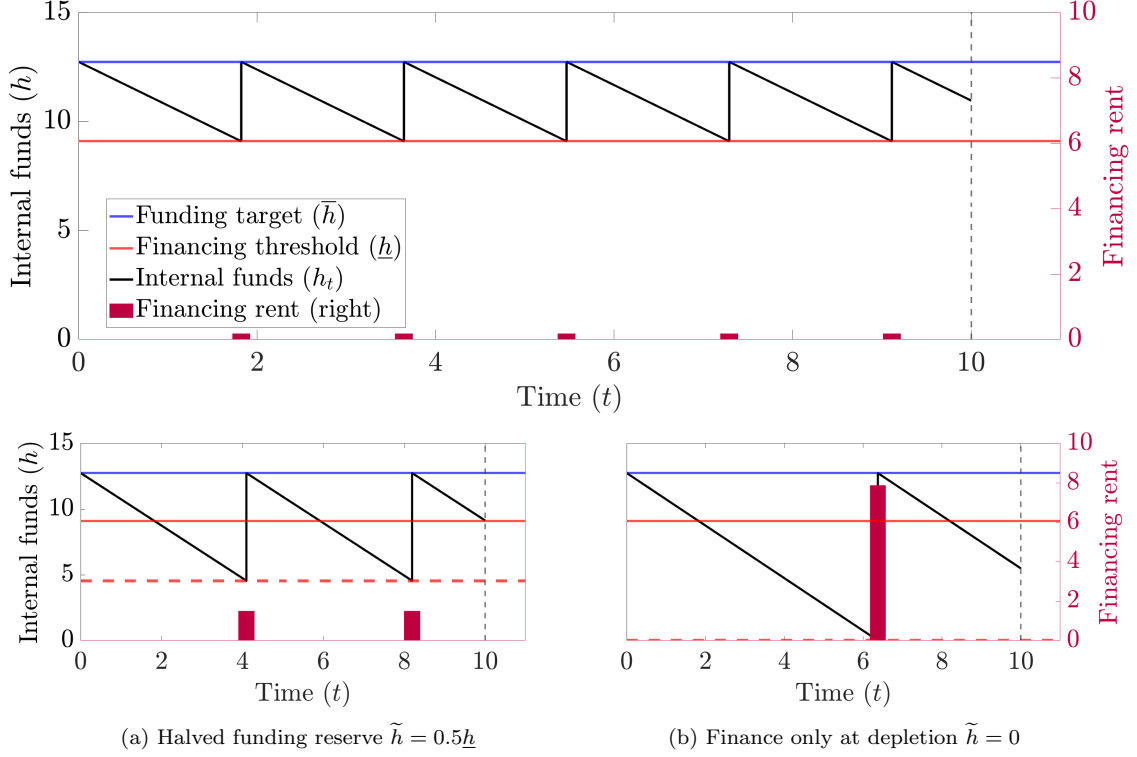 15
10
5
0
Internal funds (h)
10
8
6
4
2
0
Financing rent
Funding target (h̅)
Financing threshold (h̲)
Internal funds (hₜ)
Financing rent (right)
0 2 4 6 8 10
Time (t)
15
10
5
0
Internal funds (h)
0 2 4 6 8 10
Time (t)
10
8
6
4
2
0
Financing rent
0 2 4 6 8 10
Time (t)
(a) Halved funding reserve h̃ = 0.5h̲
(b) Finance only at depletion h̃ = 0